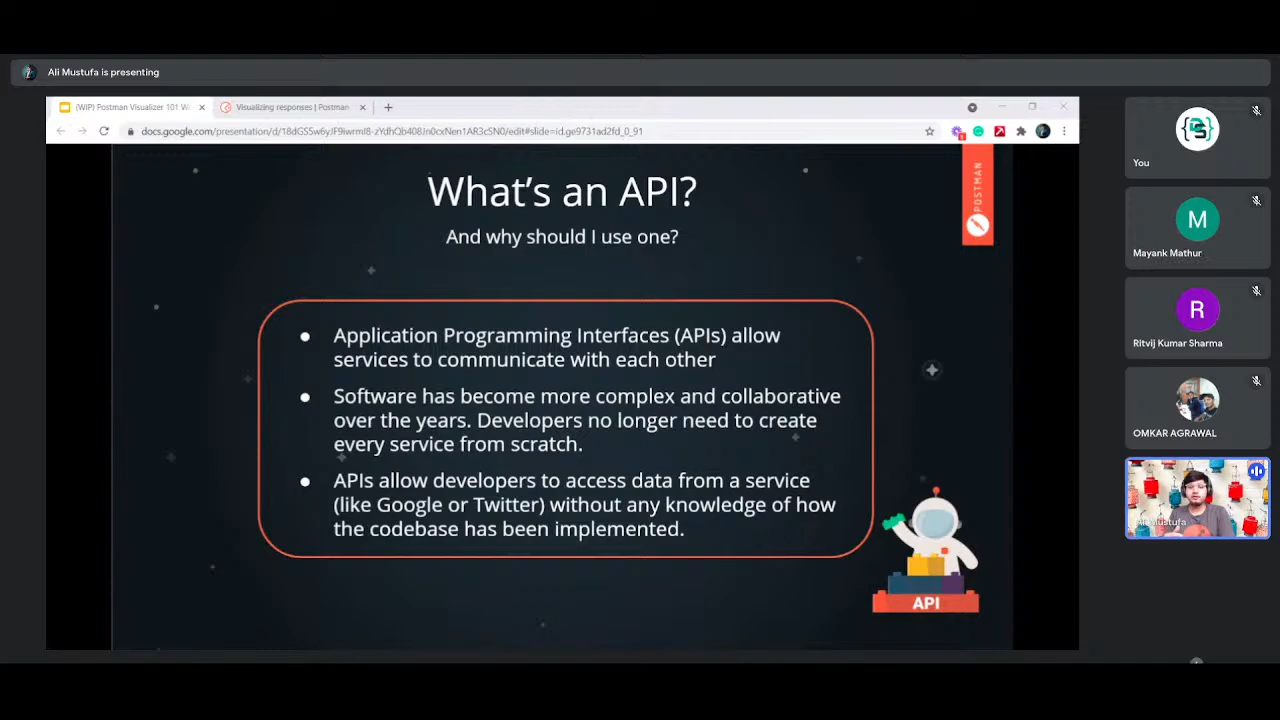 Ali Mustufa is presenting
(WIP) Postman Visualizer 101 W
Visualizing responses | Postman
docs.google.com/presentation/d/18dGS5w6yJF9iwrmI8-zYdhQb408Jn0cxNen1AR3cSN0/edit#slide=id.ge9731ad2fd_0_91
What's an API?
And why should I use one?
POSTMAN
Application Programming Interfaces (APIs) allow
services to communicate with each other
Software has become more complex and collaborative
over the years. Developers no longer need to create
every service from scratch.
APIs allow developers to access data from a service
(like Google or Twitter) without any knowledge of how
the codebase has been implemented.
API
You
M
Mayank Mathur
R
Ritvij Kumar Sharma
OMKAR AGRAWAL
Ali Mustufa